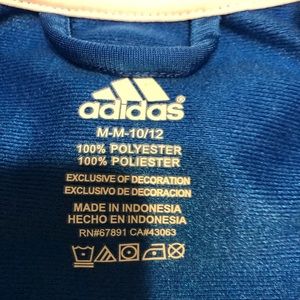 adidas®
M-M-10/12
100% POLYESTER
100% POLIESTER
EXCLUSIVE OF DECORATION
EXCLUSIVO DE DECORACION
MADE IN INDONESIA
HECHO EN INDONESIA
RN#67891 CA#43063